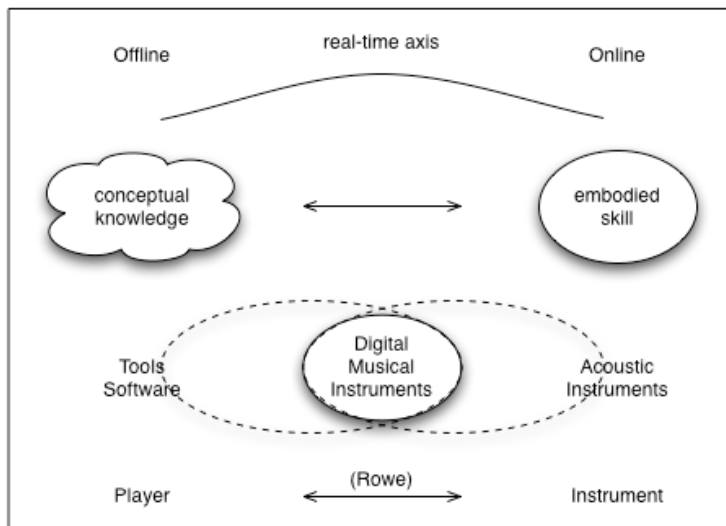 Offline
real-time axis
Online
conceptual
knowledge
embodied
skill
Tools
Software
Digital
Musical
Instruments
Acoustic
Instruments
Player
(Rowe)
Instrument